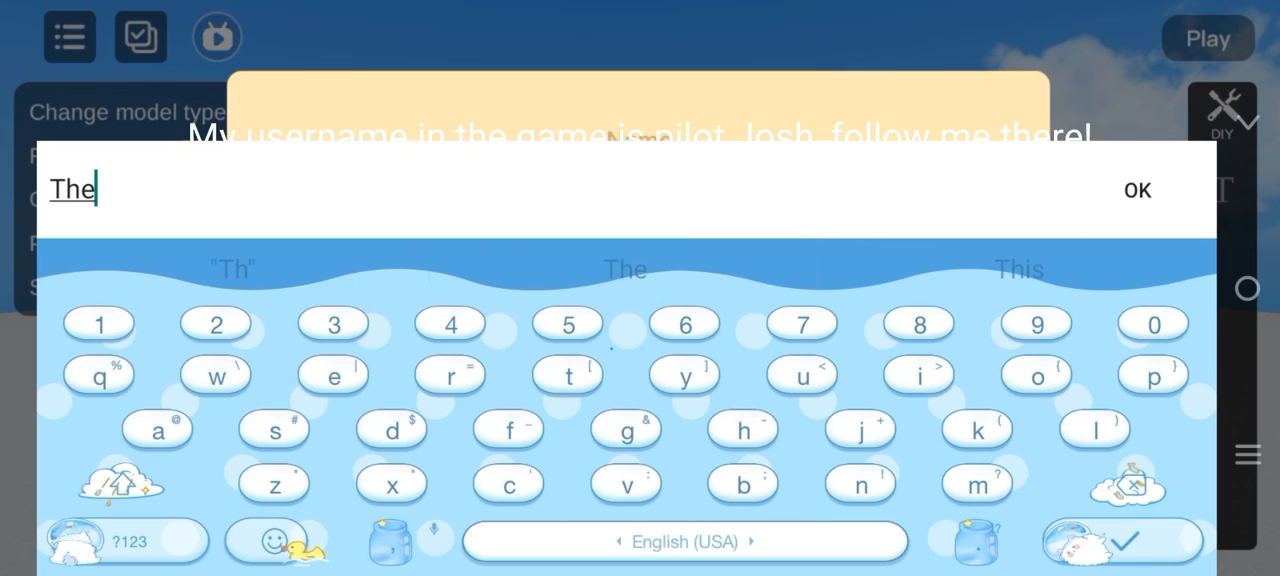 Play
Change model type
DIY
My username in the game is pilot_Josh, follow me there!
Name
The
OK
"Th" The This
1 2 3 4 5 6 7 8 9 0
q % w \ e | r = t [ y ] u < i > o { p }
a @ s # d $ f _ g & h - j + k ( l )
z * x " c ' v : b ; n ! m ?
?123 , English (USA) . ?